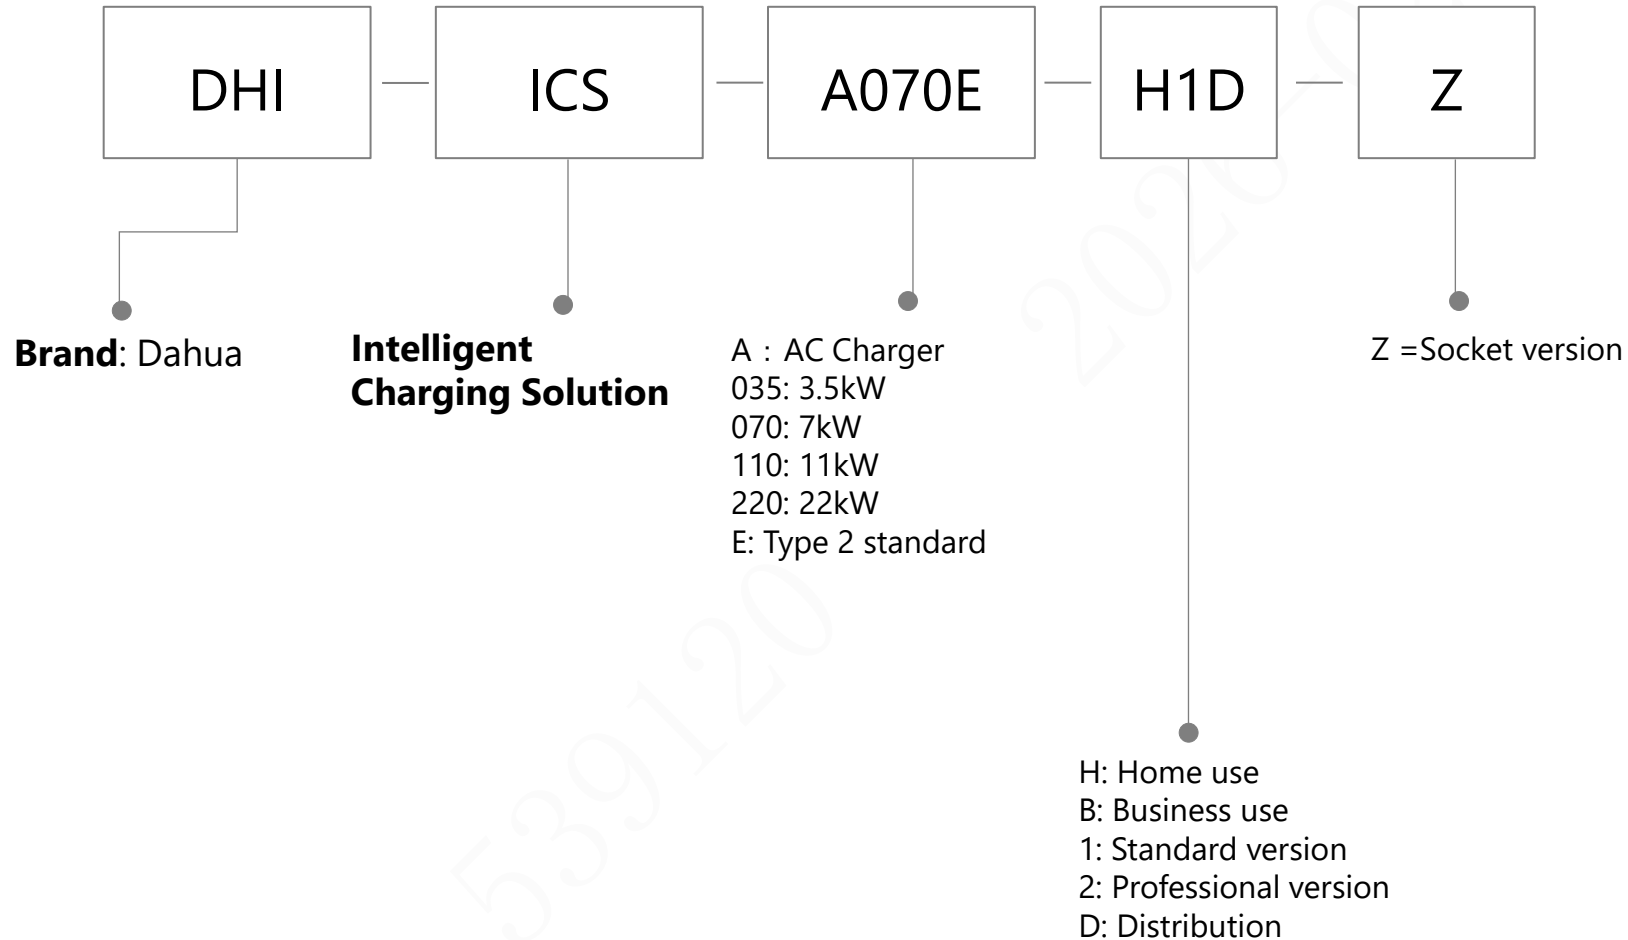 DHI
ICS
A070E
H1D
Z
Brand: Dahua
Intelligent
Charging Solution
A：AC Charger
035: 3.5kW
070: 7kW
110: 11kW
220: 22kW
E: Type 2 standard
Z =Socket version
H: Home use
B: Business use
1: Standard version
2: Professional version
D: Distribution
539120